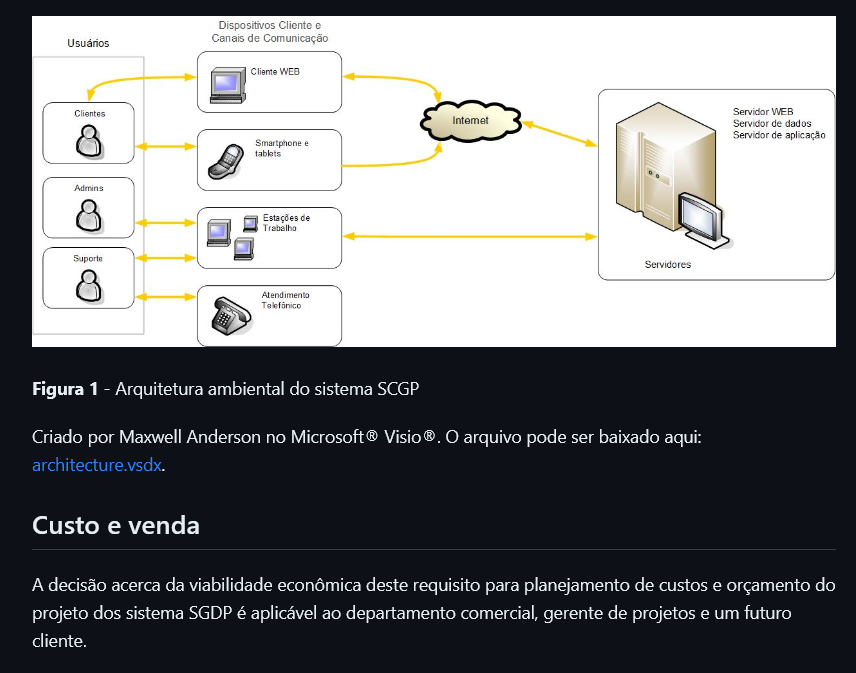 Dispositivos Cliente e
Canais de Comunicação
Usuários
Cliente WEB
Clientes
Internet
Servidor WEB
Servidor de dados
Servidor de aplicação
Smartphone e
tablets
Admins
Estações de
Trabalho
Suporte
Servidores
Atendimento
Telefônico
Figura 1 - Arquitetura ambiental do sistema SCGP
Criado por Maxwell Anderson no Microsoft® Visio®. O arquivo pode ser baixado aqui:
architecture.vsdx.
Custo e venda
A decisão acerca da viabilidade econômica deste requisito para planejamento de custos e orçamento do
projeto dos sistema SGDP é aplicável ao departamento comercial, gerente de projetos e um futuro
cliente.